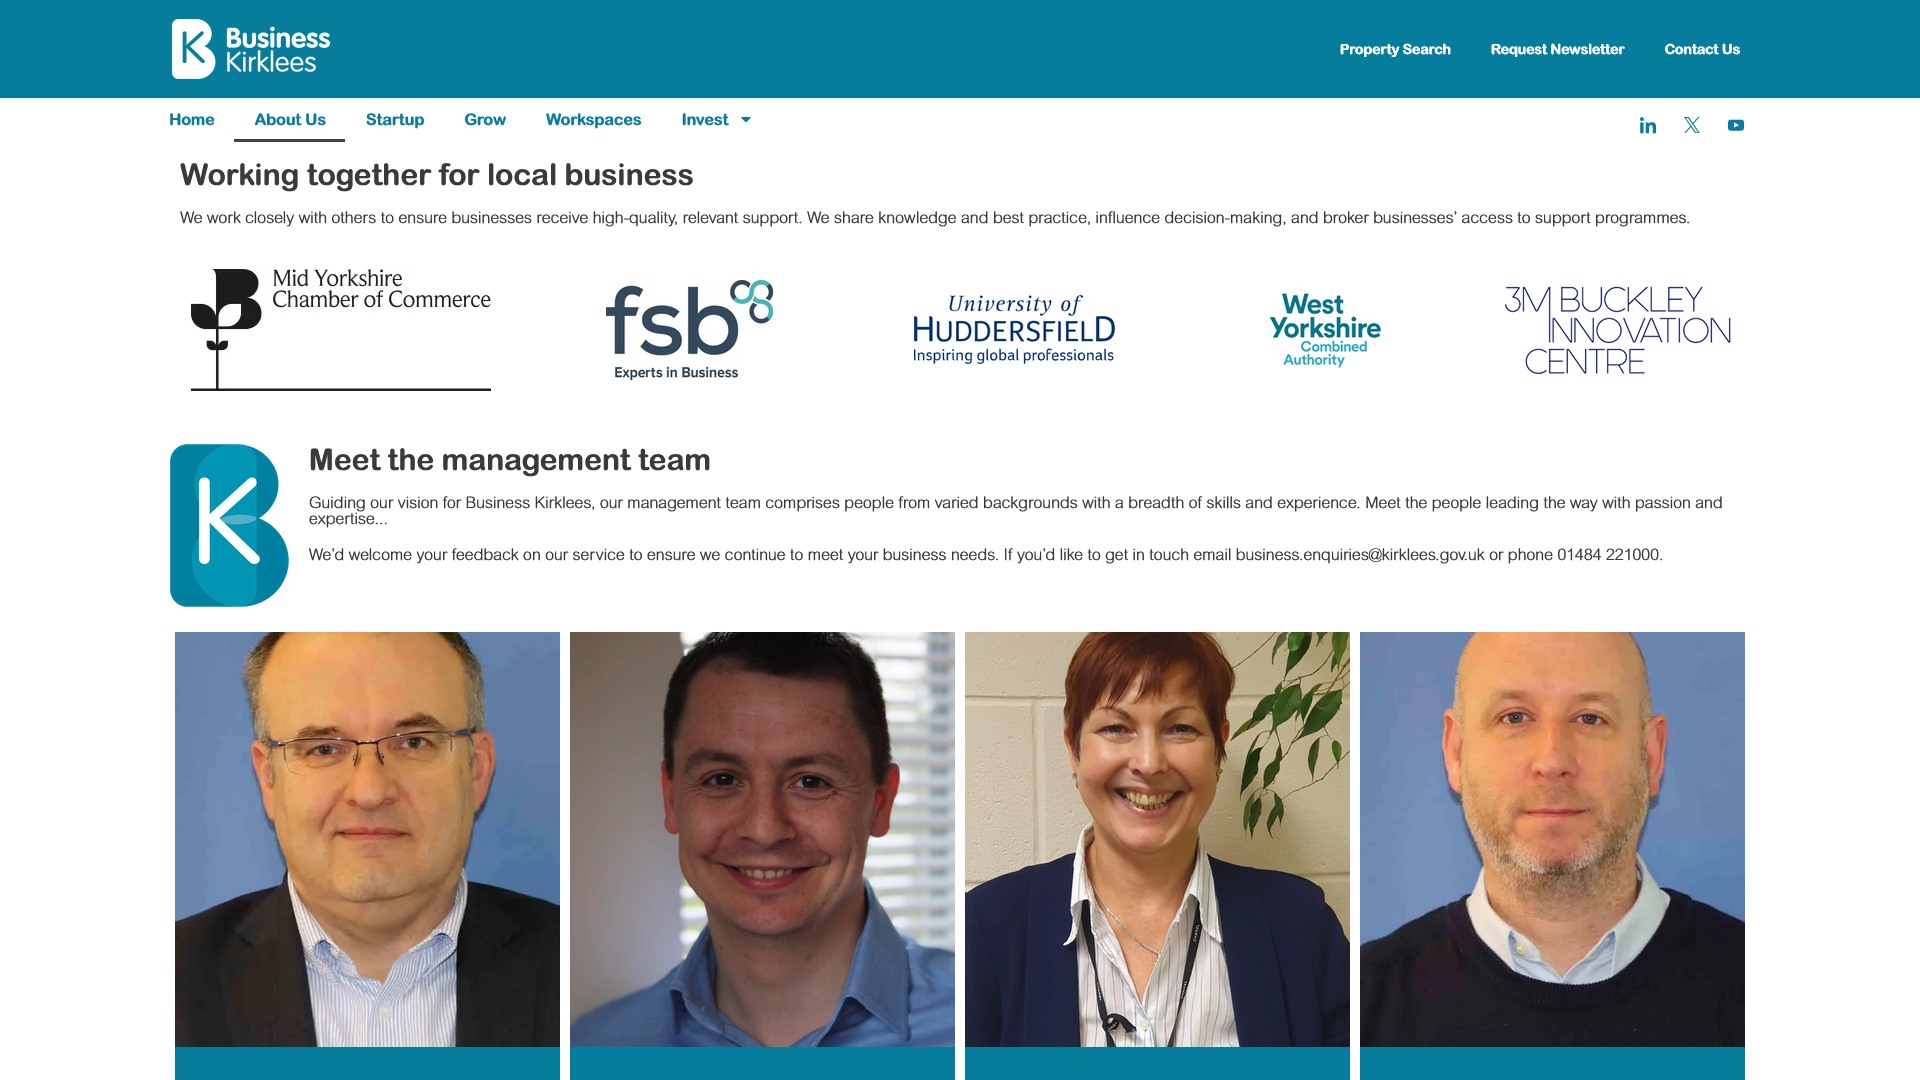 Business
Kirklees
Property Search
Request Newsletter
Contact Us
Home
About Us
Startup
Grow
Workspaces
Invest
Working together for local business
We work closely with others to ensure businesses receive high-quality, relevant support. We share knowledge and best practice, influence decision-making, and broker businesses’ access to support programmes.
Mid Yorkshire
Chamber of Commerce
fsb
Experts in Business
University of
HUDDERSFIELD
Inspiring global professionals
West
Yorkshire
Combined
Authority
3M BUCKLEY
INNOVATION
CENTRE
K
Meet the management team
Guiding our vision for Business Kirklees, our management team comprises people from varied backgrounds with a breadth of skills and experience. Meet the people leading the way with passion and
expertise...
We’d welcome your feedback on our service to ensure we continue to meet your business needs. If you’d like to get in touch email business.enquiries@kirklees.gov.uk or phone 01484 221000.
CHANEL